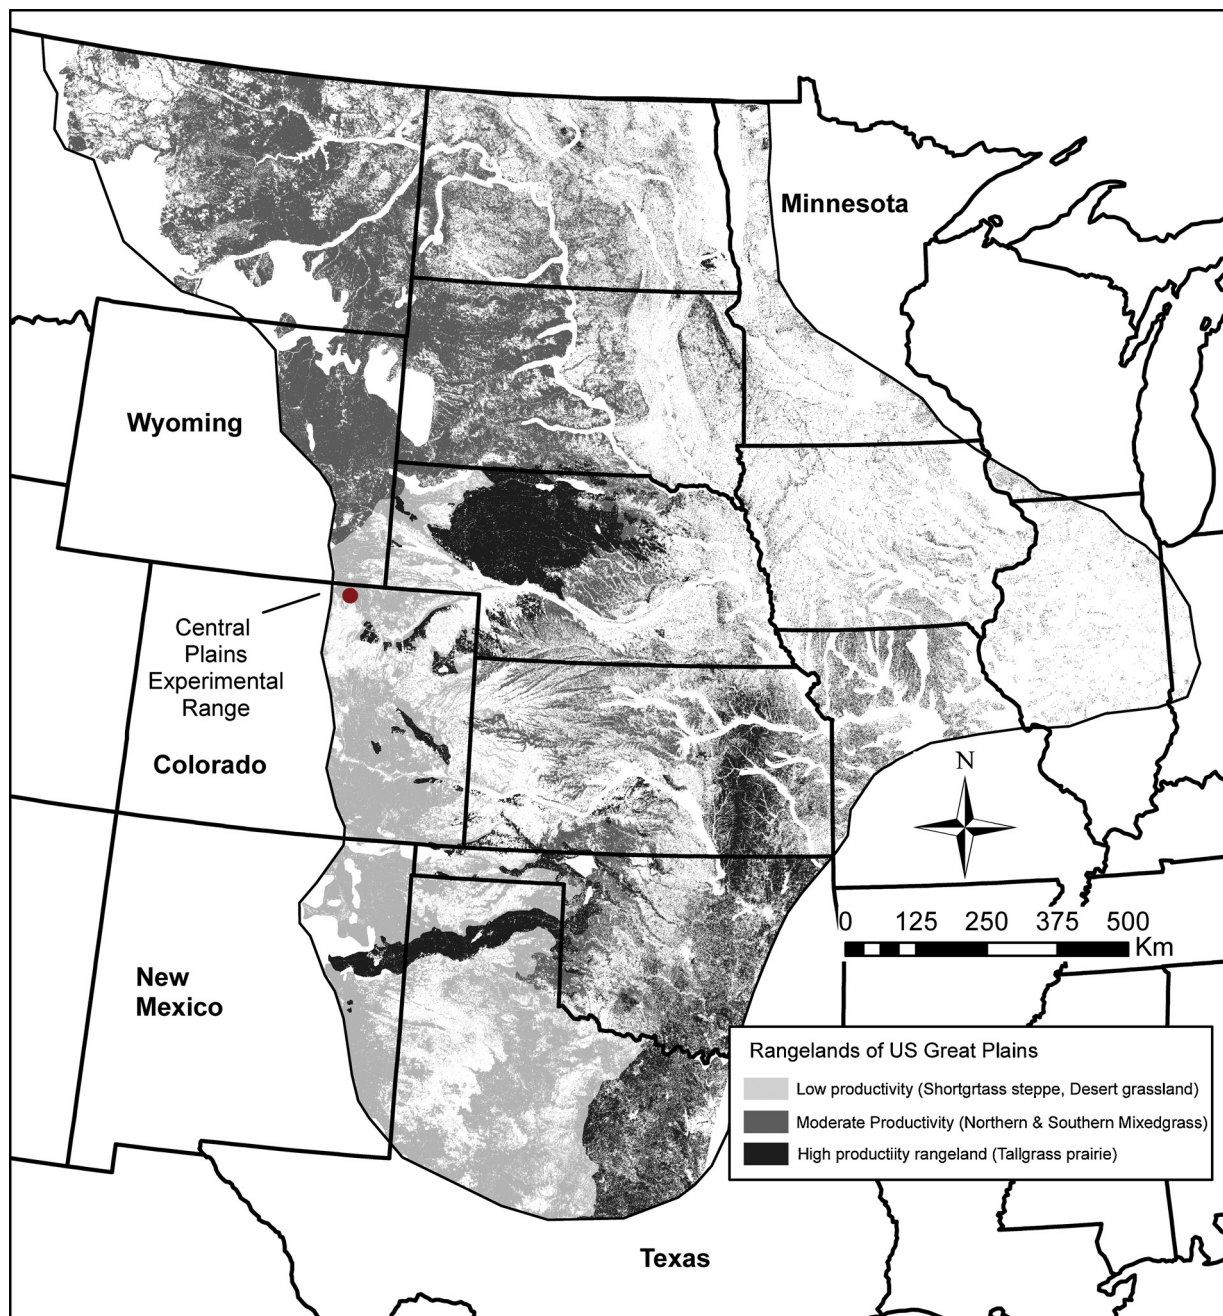 Minnesota
Wyoming
Central
Plains
Experimental
Range
Colorado
N
0 125 250 375 500
Km
New
Mexico
Rangelands of US Great Plains
Low productivity (Shortgrtass steppe, Desert grassland)
Moderate Productivity (Northern & Southern Mixedgrass)
High productiity rangeland (Tallgrass prairie)
Texas